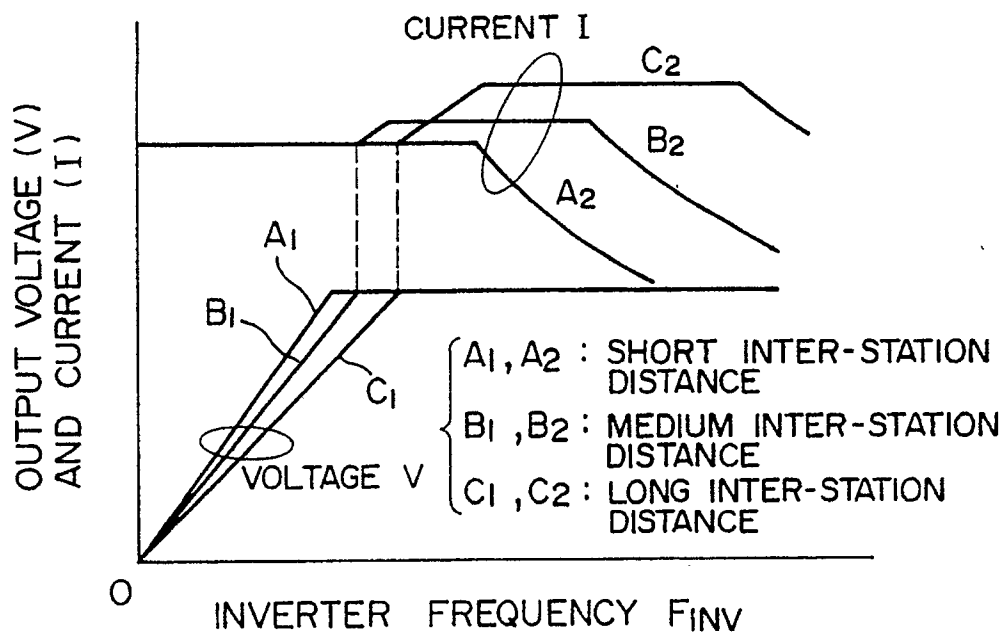 CURRENT I
C2
B2
A2
OUTPUT VOLTAGE (V)
AND CURRENT (I)
A1
B1
C1
VOLTAGE V
A1, A2 : SHORT INTER-STATION
DISTANCE
B1, B2 : MEDIUM INTER-STATION
DISTANCE
C1, C2 : LONG INTER-STATION
DISTANCE
O
INVERTER FREQUENCY FINV